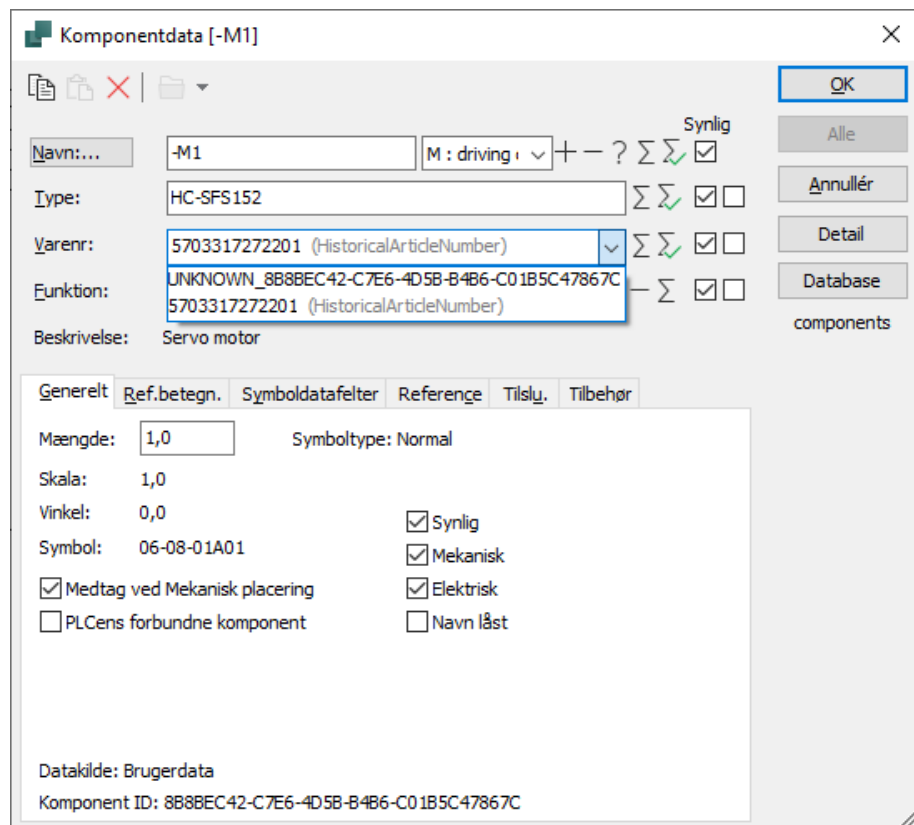 Komponentdata [-M1]
OK
Synlig
Alle
Navn:...
-M1
M : driving
Type:
HC-SFS152
Annullér
Varenr:
5703317272201 (HistoricalArticleNumber)
Detail
UNKNOWN_8B8BEC42-C7E6-4D5B-B4B6-C01B5C47867C
Funktion:
5703317272201 (HistoricalArticleNumber)
Database
Beskrivelse: Servo motor
components
Generelt Ref.betegn. Symboldatafelter Reference Tilslu. Tilbehør
Mængde: 1,0 Symboltype: Normal
Skala: 1,0
Vinkel: 0,0
Synlig
Symbol: 06-08-01A01
Mekanisk
Medtag ved Mekanisk placering
Elektrisk
PLCens forbundne komponent
Navn låst
Datakilde: Brugerdata
Komponent ID: 8B8BEC42-C7E6-4D5B-B4B6-C01B5C47867C